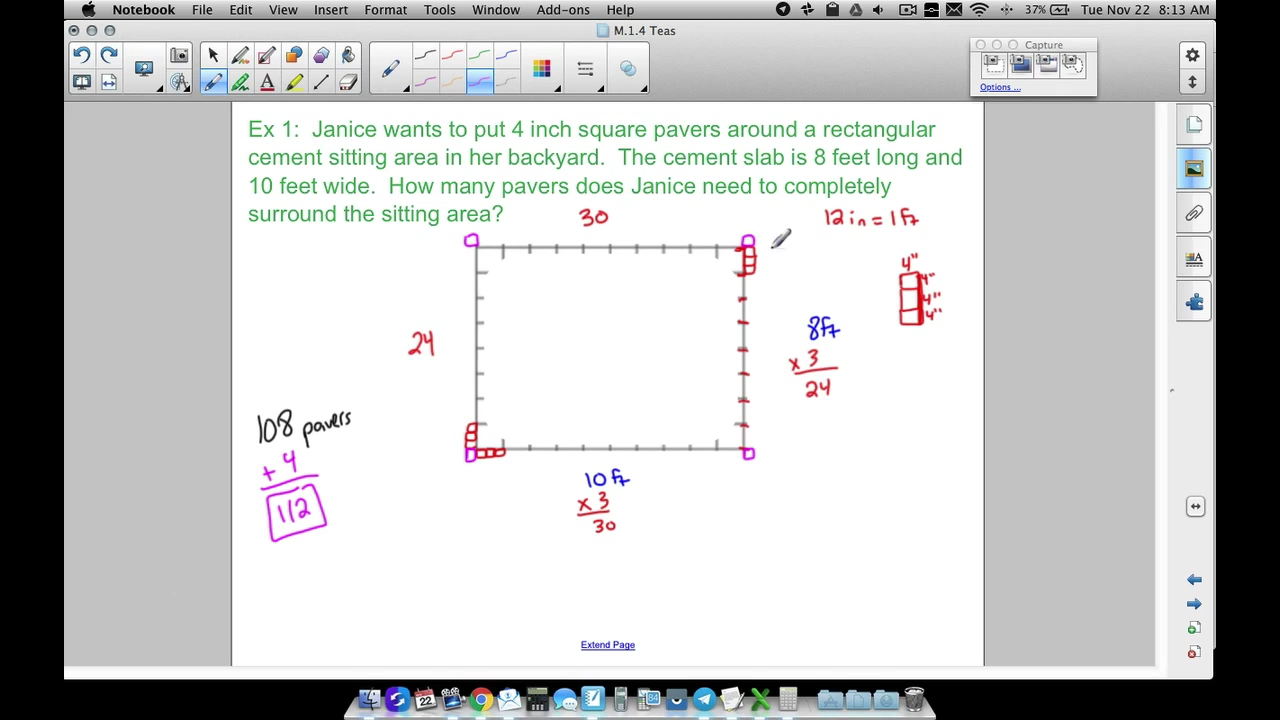 Notebook File Edit View Insert Format Tools Window Add-ons Help 37% Tue Nov 22 8:13 AM
M.1.4 Teas
Capture
Options ...
Ex 1: Janice wants to put 4 inch square pavers around a rectangular
cement sitting area in her backyard. The cement slab is 8 feet long and
10 feet wide. How many pavers does Janice need to completely
surround the sitting area?
30
12 in = 1 ft
4"
4"
4"
4"
24
8ft
x 3
24
108 pavers
+ 4
112
10 ft
x 3
30
Extend Page